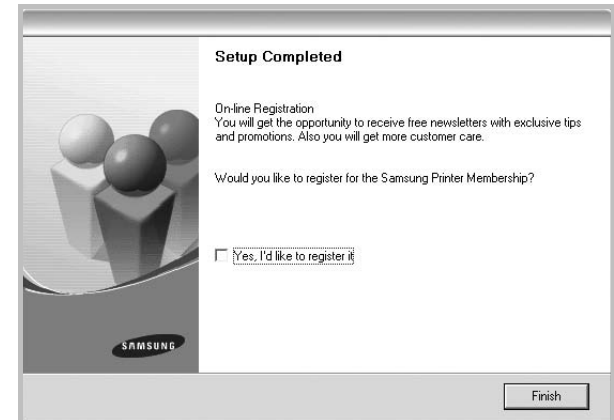 Setup Completed
On-line Registration
You will get the opportunity to receive free newsletters with exclusive tips
and promotions. Also you will get more customer care.
Would you like to register for the Samsung Printer Membership?
Yes, I'd like to register it
SAMSUNG
Finish